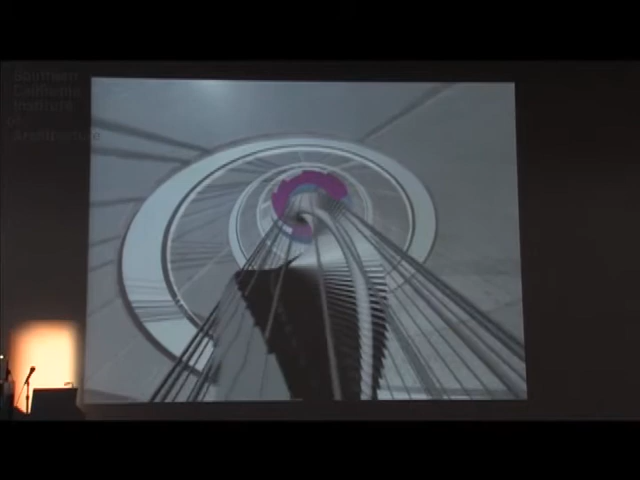 Southern
California
Institute
of
Architecture